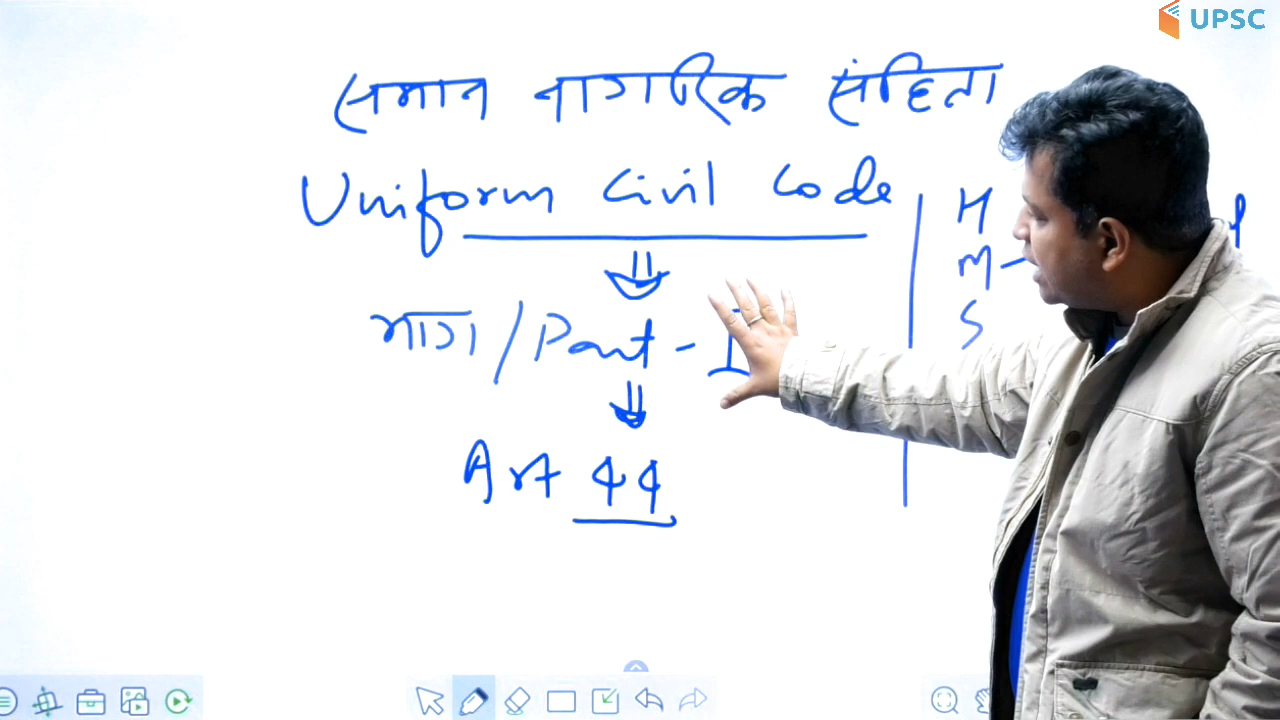 UPSC
समान नागरिक संहिता
Uniform Civil Code
भाग / Part - I
Art 44
H
M -
S